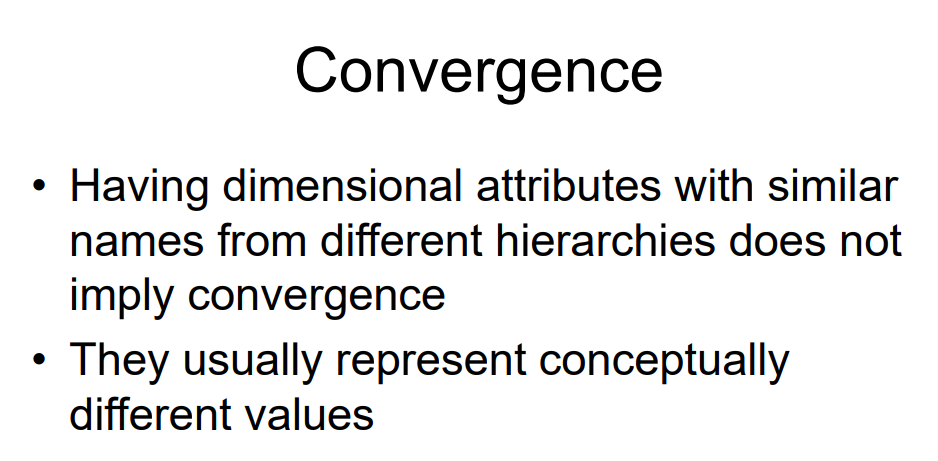 Convergence
• Having dimensional attributes with similar
names from different hierarchies does not
imply convergence
• They usually represent conceptually
different values